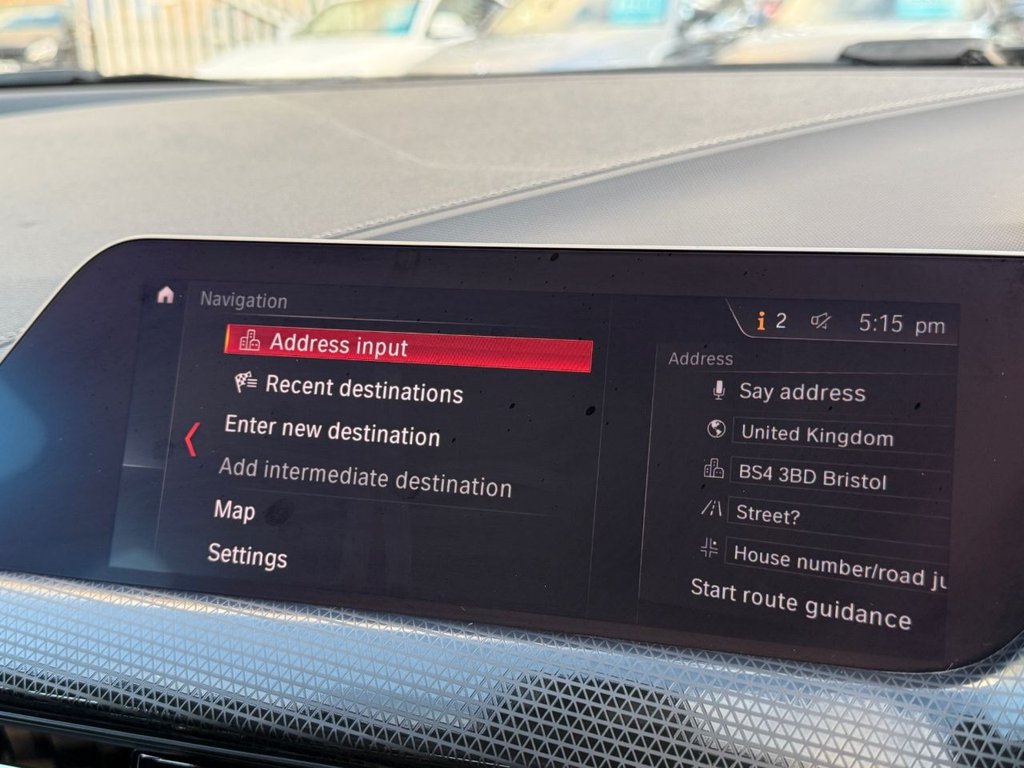 Navigation
Address input
Recent destinations
Enter new destination
Add intermediate destination
Map
Settings
i 2 5:15 pm
Address
Say address
United Kingdom
BS4 3BD Bristol
Street?
House number/road ju
Start route guidance